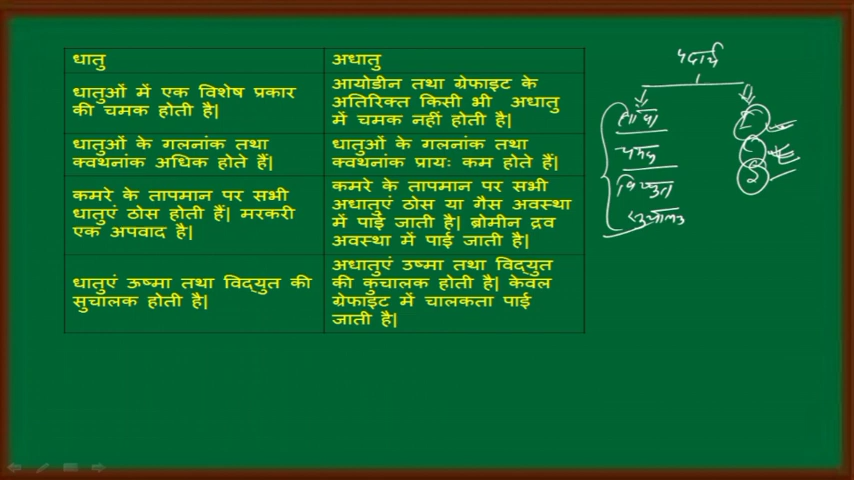 धातु
अधातु
धातुओं में एक विशेष प्रकार
की चमक होती है|
आयोडीन तथा ग्रेफाइट के
अतिरिक्त किसी भी अधातु
में चमक नहीं होती है|
धातुओं के गलनांक तथा
क्वथनांक अधिक होते हैं|
धातुओं के गलनांक तथा
क्वथनांक प्रायः कम होते हैं|
कमरे के तापमान पर सभी
धातुएं ठोस होती हैं| मरकरी
एक अपवाद है|
कमरे के तापमान पर सभी
अधातुएं ठोस या गैस अवस्था
में पाई जाती है| ब्रोमीन द्रव
अवस्था में पाई जाती है|
धातुएं ऊष्मा तथा विद्युत की
सुचालक होती है|
अधातुएं उष्मा तथा विद्युत
की कुचालक होती है| केवल
ग्रेफाइट में चालकता पाई
जाती है|
पदार्थ
चमक
विद्युत
सुचालक
I
C
S